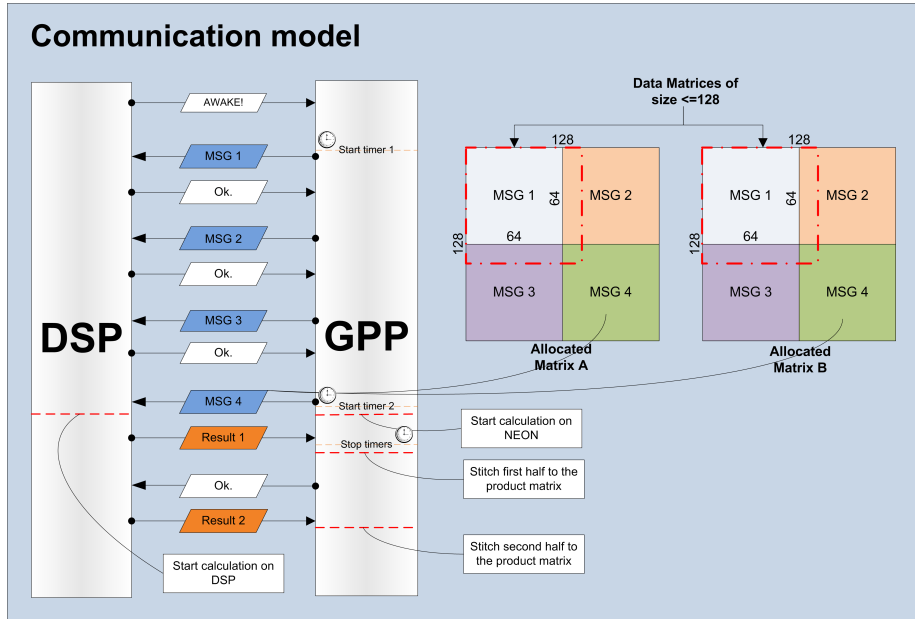 Communication model
DSP
GPP
AWAKE!
Start timer 1
MSG 1
Ok.
MSG 2
Ok.
MSG 3
Ok.
MSG 4
Start timer 2
Result 1
Stop timers
Ok.
Result 2
Start calculation on
DSP
Start calculation on
NEON
Stitch first half to the
product matrix
Stitch second half to
the product matrix
Data Matrices of
size <=128
128
128
MSG 1
64
64
MSG 2
MSG 3
MSG 4
Allocated
Matrix A
128
128
MSG 1
64
64
MSG 2
MSG 3
MSG 4
Allocated
Matrix B